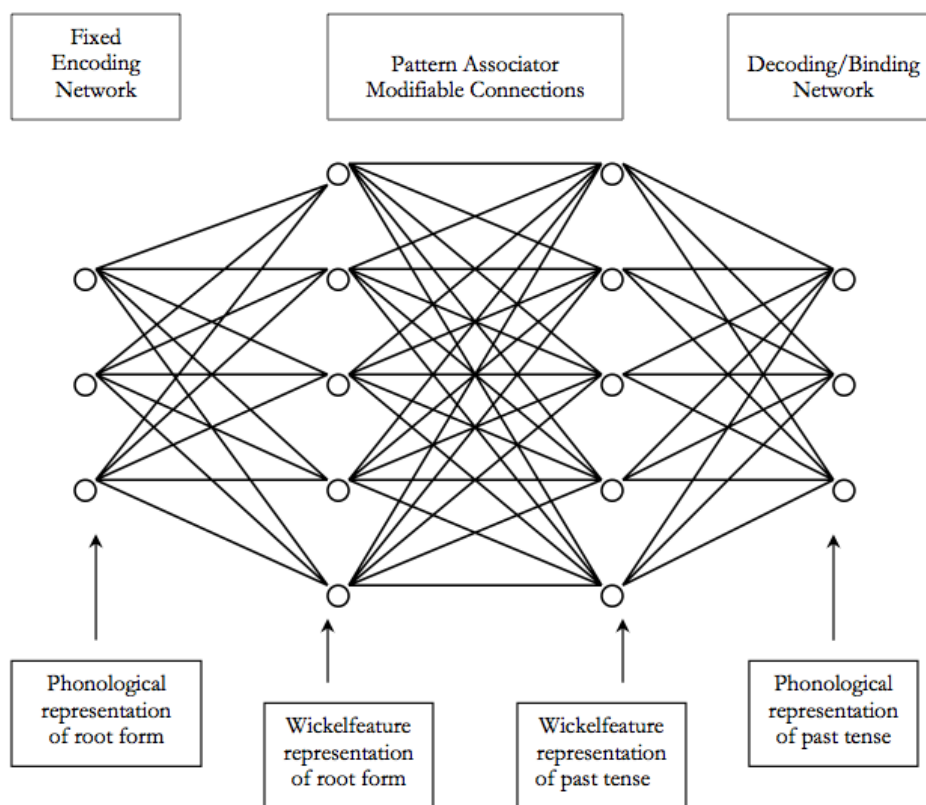 Fixed
Encoding
Network
Pattern Associator
Modifiable Connections
Decoding/Binding
Network
Phonological
representation
of root form
Wickelfeature
representation
of root form
Wickelfeature
representation
of past tense
Phonological
representation
of past tense